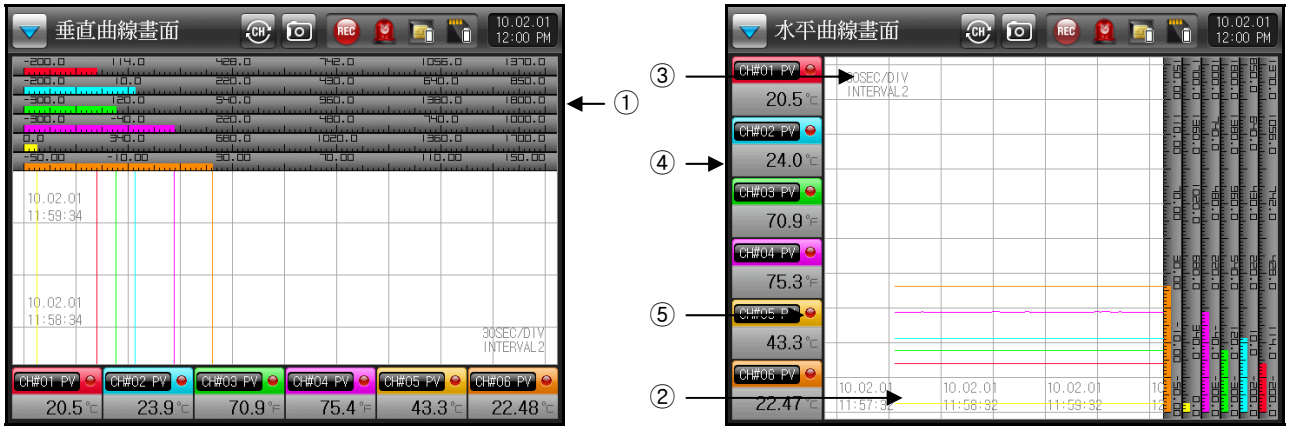 垂直曲線畫面
CH
REC
10.02.01
12:00 PM
-200.0 114.0 428.0 742.0 1056. 1370.0
-200.0 10.0 220.0 430.0 640.0 850.0
-300.0 120.0 540.0 960.0 1380.0 1800.0
-300.0 -40.0 220.0 480.0 740.0 1000.0
0.0 340.0 680.0 1020.0 1360.0 1700.0
-50.00 -10.00 30.00 70.00 110.00 150.00
10.02.01
11:59:34
10.02.01
11:58:34
30SEC/DIV
INTERVAL2
CH#01 PV CH#02 PV CH#03 PV CH#04 PV CH#05 PV CH#06 PV
20.5℃ 23.9℃ 70.9℉ 75.4℉ 43.3℃ 22.48℃
①
水平曲線畫面
CH
REC
10.02.01
12:00 PM
③
④
⑤
②
CH#01 PV
20.5℃
CH#02 PV
24.0℃
CH#03 PV
70.9℉
CH#04 PV
75.3℉
CH#05 P
43.3℃
CH#06 PV
22.47℃
0SEC/DIV
INTERVAL2
10.02.01 10.02.01 10.02.01
11:57:32 11:58:32 11:59:32